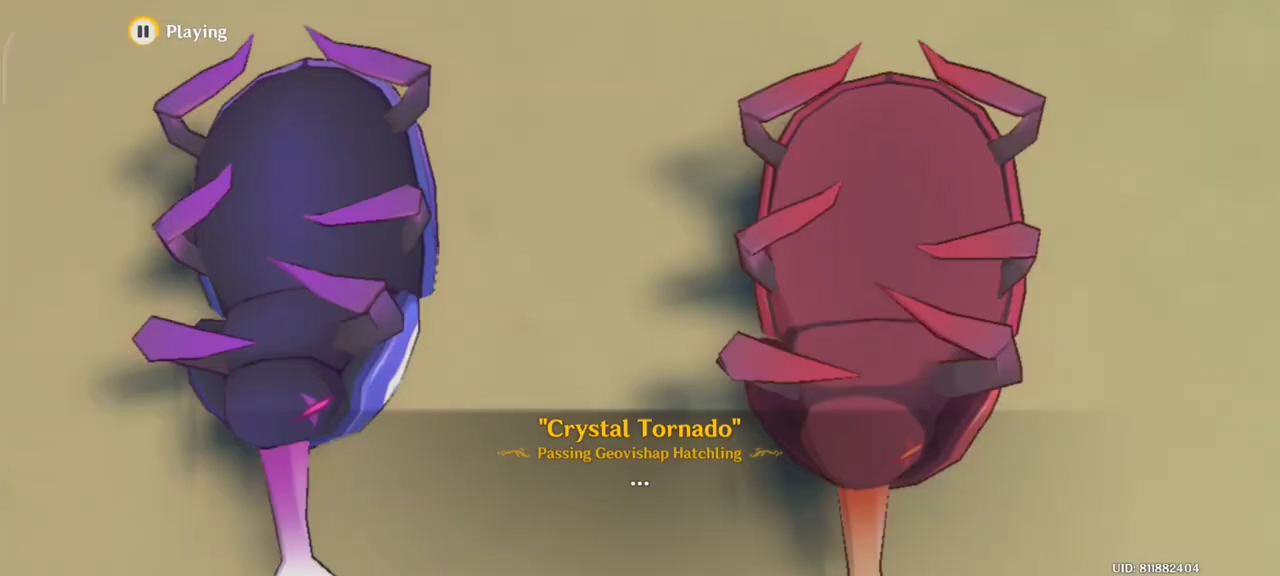 Playing
"Crystal Tornado"
Passing Geovishap Hatchling
...
UID: 811882404